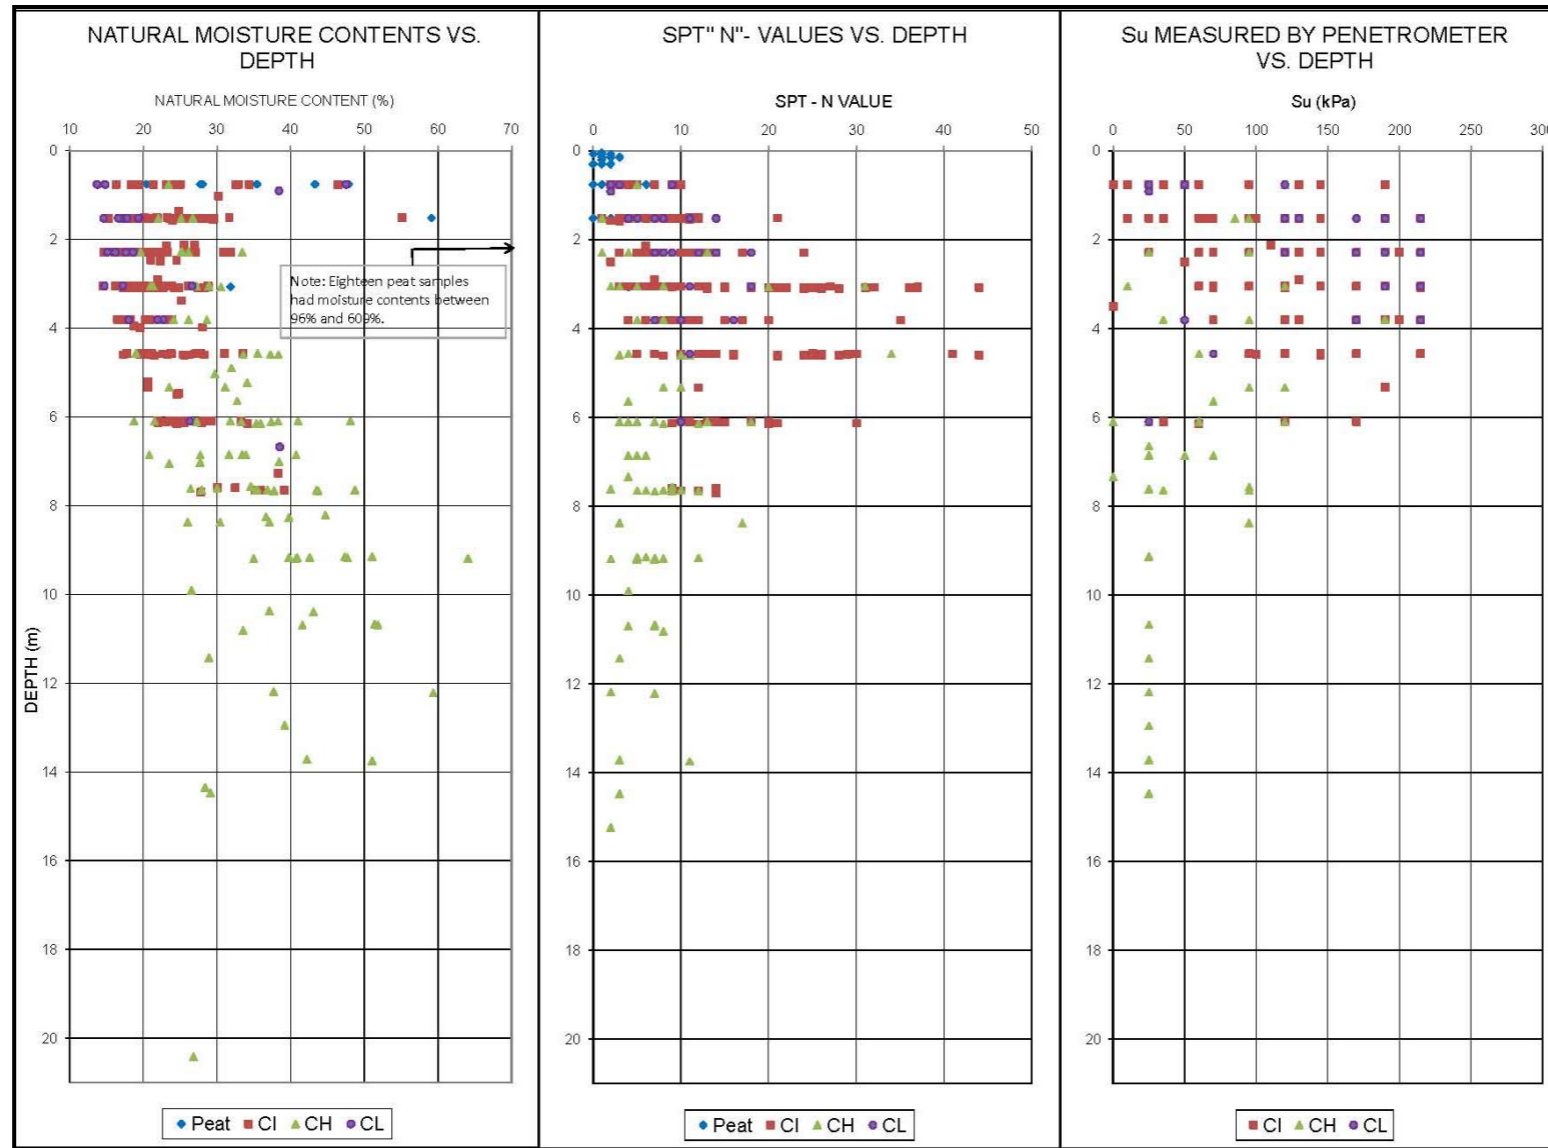 NATURAL MOISTURE CONTENTS VS.
DEPTH
NATURAL MOISTURE CONTENT (%)
10 20 30 40 50 60 70
0
2
4
6
8
10
12
14
16
18
20
DEPTH (m)
Note: Eighteen peat samples
had moisture contents between
96% and 609%.
Peat CI CH CL
SPT" N"- VALUES VS. DEPTH
SPT - N VALUE
0 10 20 30 40 50
0
2
4
6
8
10
12
14
16
18
20
Peat CI CH CL
Su MEASURED BY PENETROMETER
VS. DEPTH
Su (kPa)
0 50 100 150 200 250 300
0
2
4
6
8
10
12
14
16
18
20
CI CH CL